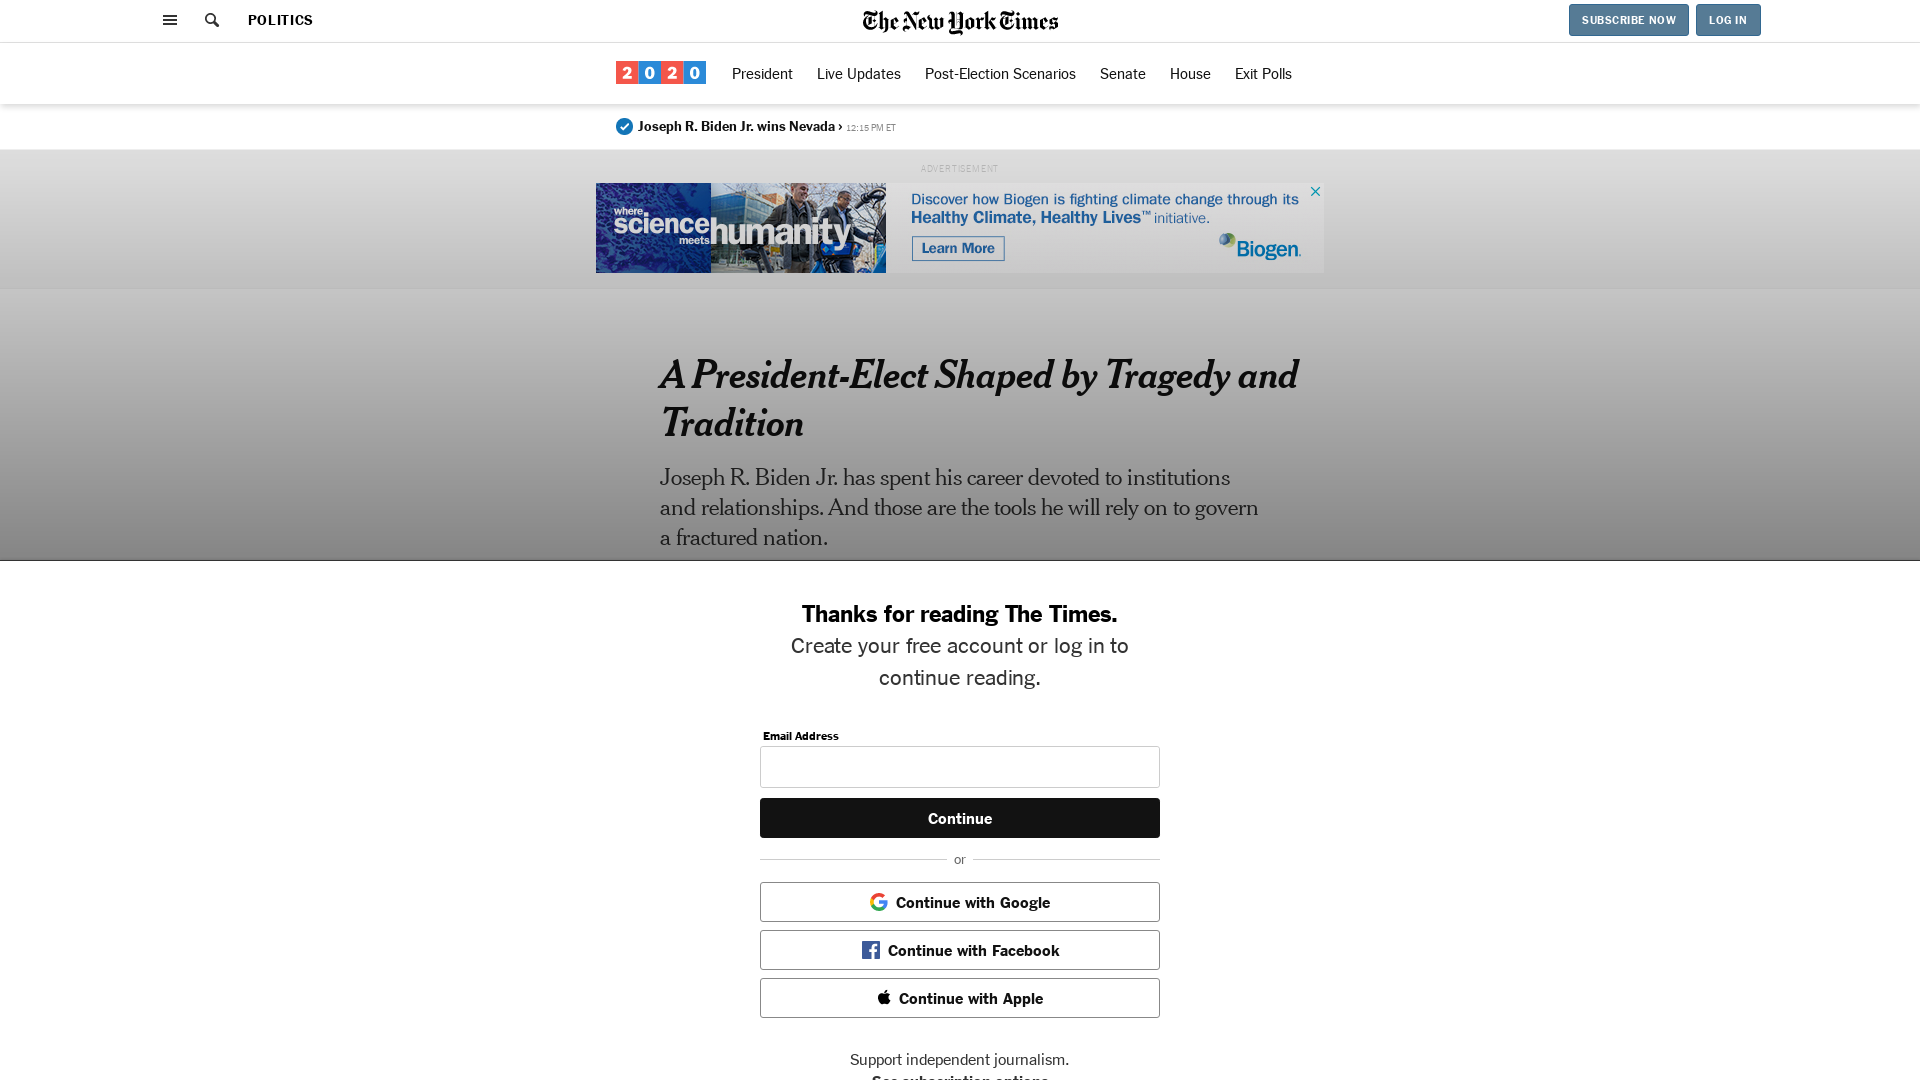 POLITICS
The New York Times
SUBSCRIBE NOW
LOG IN
2020
President
Live Updates
Post-Election Scenarios
Senate
House
Exit Polls
Joseph R. Biden Jr. wins Nevada › 12:15 PM ET
ADVERTISEMENT
where
science
meets
humanity
Discover how Biogen is fighting climate change through its
Healthy Climate, Healthy Lives™ initiative.
Learn More
Biogen.
A President-Elect Shaped by Tragedy and
Tradition
Joseph R. Biden Jr. has spent his career devoted to institutions
and relationships. And those are the tools he will rely on to govern
a fractured nation.
Thanks for reading The Times.
Create your free account or log in to
continue reading.
Email Address
Continue
or
Continue with Google
Continue with Facebook
Continue with Apple
Support independent journalism.
See subscription options